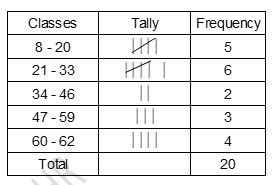 Classes Tally Frequency
8 - 20 5
21 - 33 6
34 - 46 2
47 - 59 3
60 - 62 4
Total 20